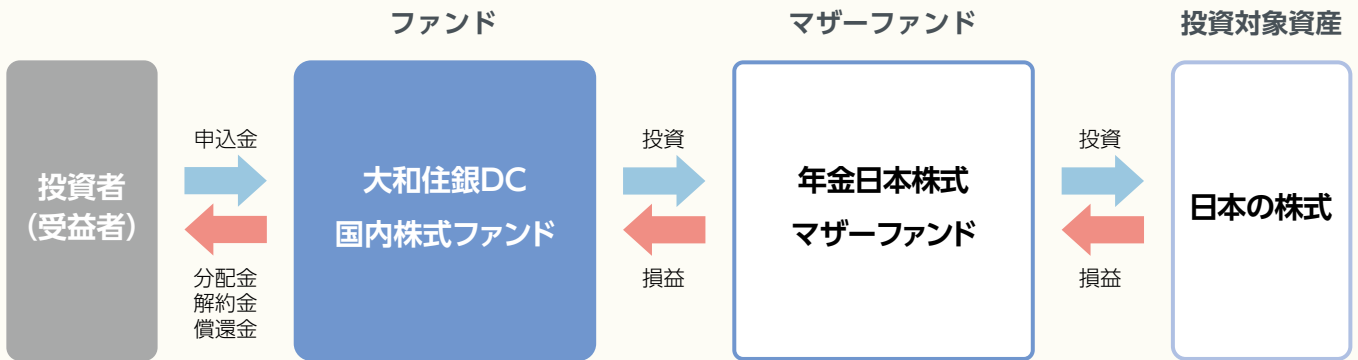 ファンド
マザーファンド
投資対象資産
投資者
(受益者)
申込金
分配金
解約金
償還金
大和住銀DC
国内株式ファンド
投資
損益
年金日本株式
マザーファンド
投資
損益
日本の株式